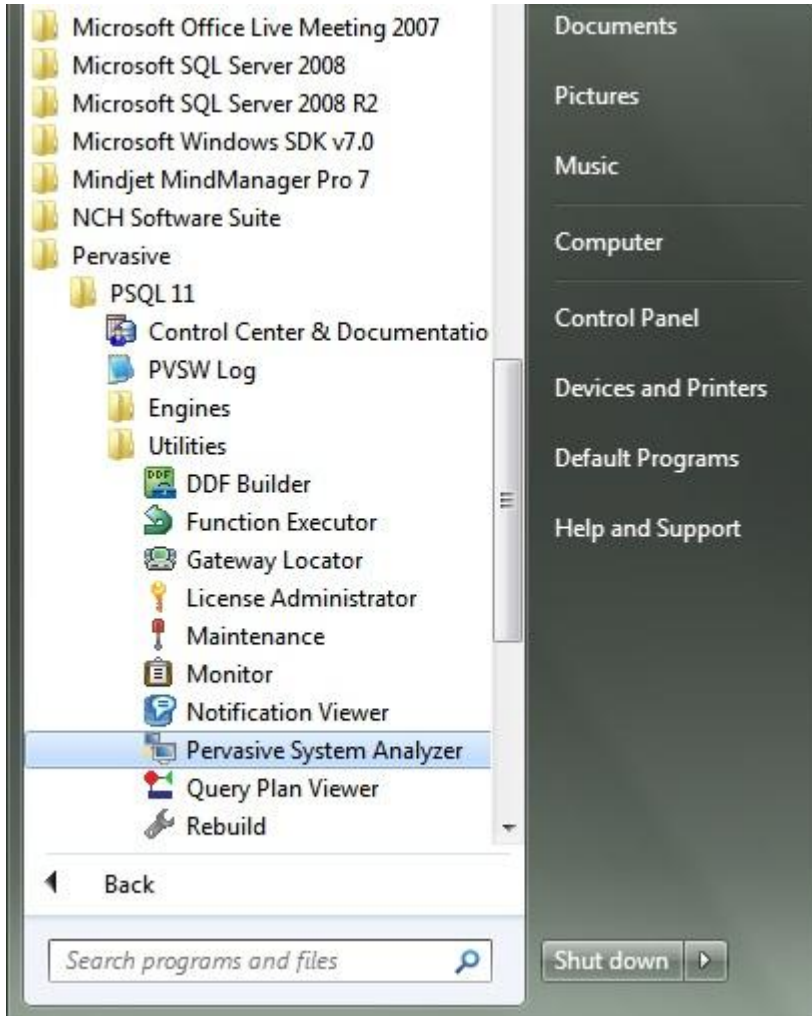 Microsoft Office Live Meeting 2007
Microsoft SQL Server 2008
Microsoft SQL Server 2008 R2
Microsoft Windows SDK v7.0
Mindjet MindManager Pro 7
NCH Software Suite
Pervasive
PSQL 11
Control Center & Documentatio
PVSW Log
Engines
Utilities
DDF Builder
Function Executor
Gateway Locator
License Administrator
Maintenance
Monitor
Notification Viewer
Pervasive System Analyzer
Query Plan Viewer
Rebuild
Back
Search programs and files
Documents
Pictures
Music
Computer
Control Panel
Devices and Printers
Default Programs
Help and Support
Shut down